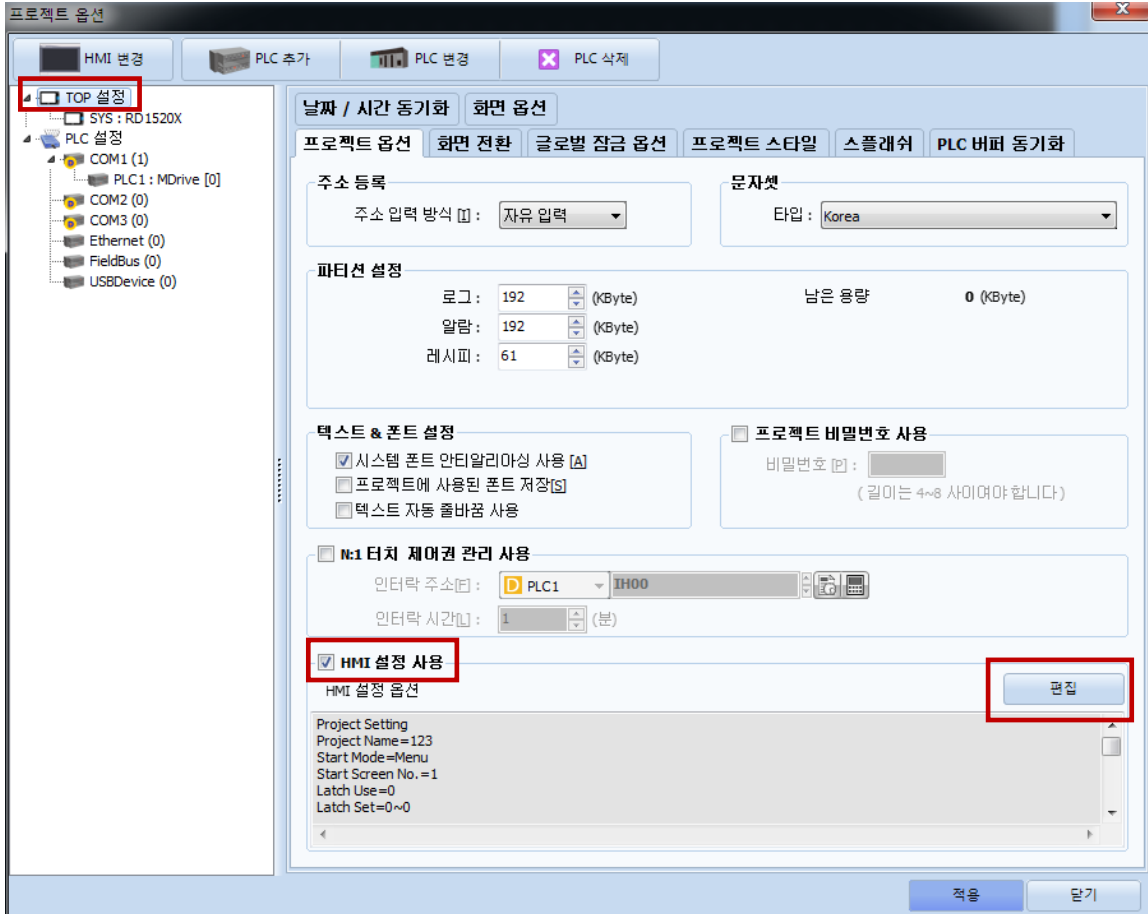 프로젝트 옵션
HMI 변경
PLC 추가
PLC 변경
PLC 삭제
TOP 설정
SYS : RD1520X
PLC 설정
COM1 (1)
PLC1 : MDrive [0]
COM2 (0)
COM3 (0)
Ethernet (0)
FieldBus (0)
USBDevice (0)
날짜 / 시간 동기화 화면 옵션
프로젝트 옵션 화면 전환 글로벌 잠금 옵션 프로젝트 스타일 스플래쉬 PLC 버퍼 동기화
주소 등록
주소 입력 방식 [I] : 자유 입력
문자셋
타입 : Korea
파티션 설정
로그 : 192 (KByte)
남은 용량 0 (KByte)
알람 : 192 (KByte)
레시피 : 61 (KByte)
텍스트 & 폰트 설정
시스템 폰트 안티알리아싱 사용 [A]
프로젝트에 사용된 폰트 저장[S]
텍스트 자동 줄바꿈 사용
프로젝트 비밀번호 사용
비밀번호 [P] :
( 길이는 4~8 사이여야 합니다 )
N:1 터치 제어권 관리 사용
인터락 주소[F] : D PLC1 IH00
인터락 시간[L] : 1 (분)
HMI 설정 사용
HMI 설정 옵션
편집
Project Setting
Project Name=123
Start Mode=Menu
Start Screen No.=1
Latch Use=0
Latch Set=0~0
적용 닫기